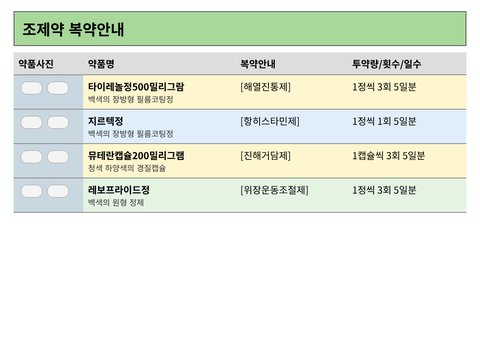 조제약 복약안내
약품사진 약품명 복약안내 투약량/횟수/일수
타이레놀정500밀리그람 [해열진통제] 1정씩 3회 5일분
백색의 장방형 필름코팅정
지르텍정 [항히스타민제] 1정씩 1회 5일분
백색의 장방형 필름코팅정
뮤테란캡슐200밀리그램 [진해거담제] 1캡슐씩 3회 5일분
청색 하양색의 경질캡슐
레보프라이드정 [위장운동조절제] 1정씩 3회 5일분
백색의 원형 정제